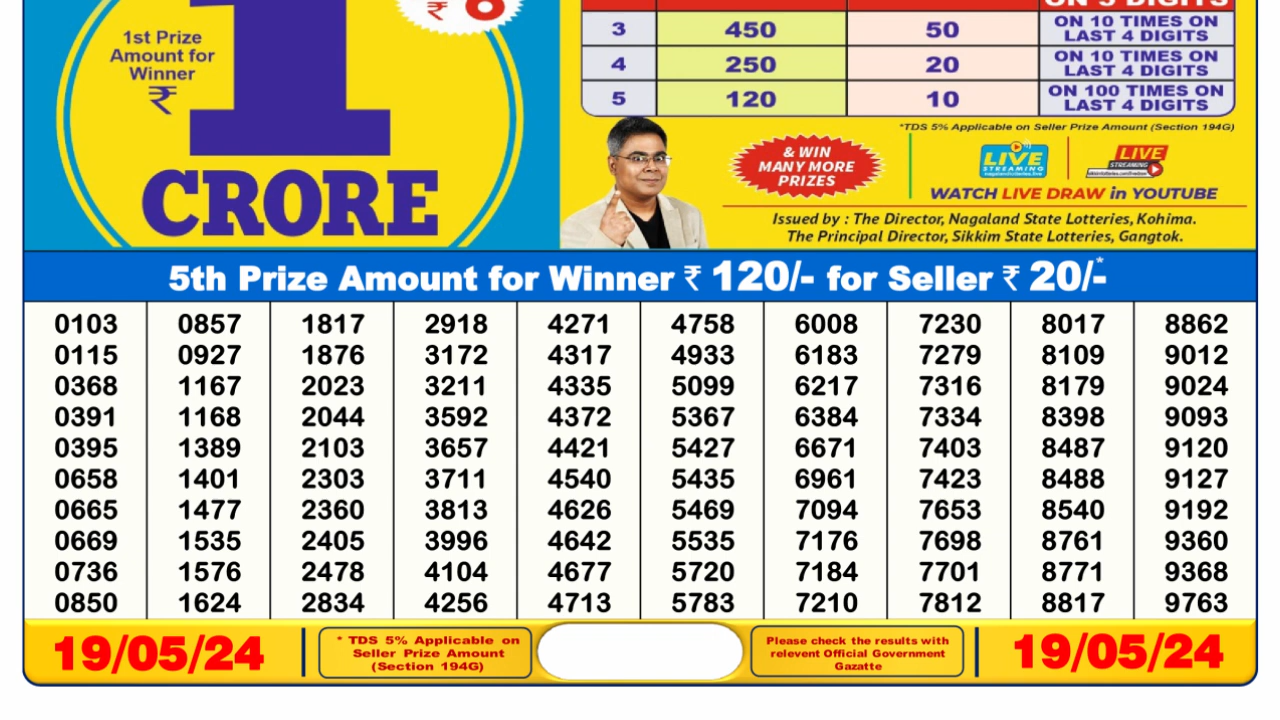 1
1st Prize
Amount for
Winner
₹
CRORE
₹ 6
ON 5 DIGITS
3 450 50 ON 10 TIMES ON LAST 4 DIGITS
4 250 20 ON 10 TIMES ON LAST 4 DIGITS
5 120 10 ON 100 TIMES ON LAST 4 DIGITS
*TDS 5% Applicable on Seller Prize Amount (Section 194G)
& WIN
MANY MORE
PRIZES
LIVE
STREAMING
LIVE
STREAMING
WATCH LIVE DRAW in YOUTUBE
Issued by : The Director, Nagaland State Lotteries, Kohima.
The Principal Director, Sikkim State Lotteries, Gangtok.
5th Prize Amount for Winner ₹ 120/- for Seller ₹ 20/-*
0103 0857 1817 2918 4271 4758 6008 7230 8017 8862
0115 0927 1876 3172 4317 4933 6183 7279 8109 9012
0368 1167 2023 3211 4335 5099 6217 7316 8179 9024
0391 1168 2044 3592 4372 5367 6384 7334 8398 9093
0395 1389 2103 3657 4421 5427 6671 7403 8487 9120
0658 1401 2303 3711 4540 5435 6961 7423 8488 9127
0665 1477 2360 3813 4626 5469 7094 7653 8540 9192
0669 1535 2405 3996 4642 5535 7176 7698 8761 9360
0736 1576 2478 4104 4677 5720 7184 7701 8771 9368
0850 1624 2834 4256 4713 5783 7210 7812 8817 9763
19/05/24
* TDS 5% Applicable on
Seller Prize Amount
(Section 194G)
Please check the results with
relevent Official Government
Gazatte
19/05/24